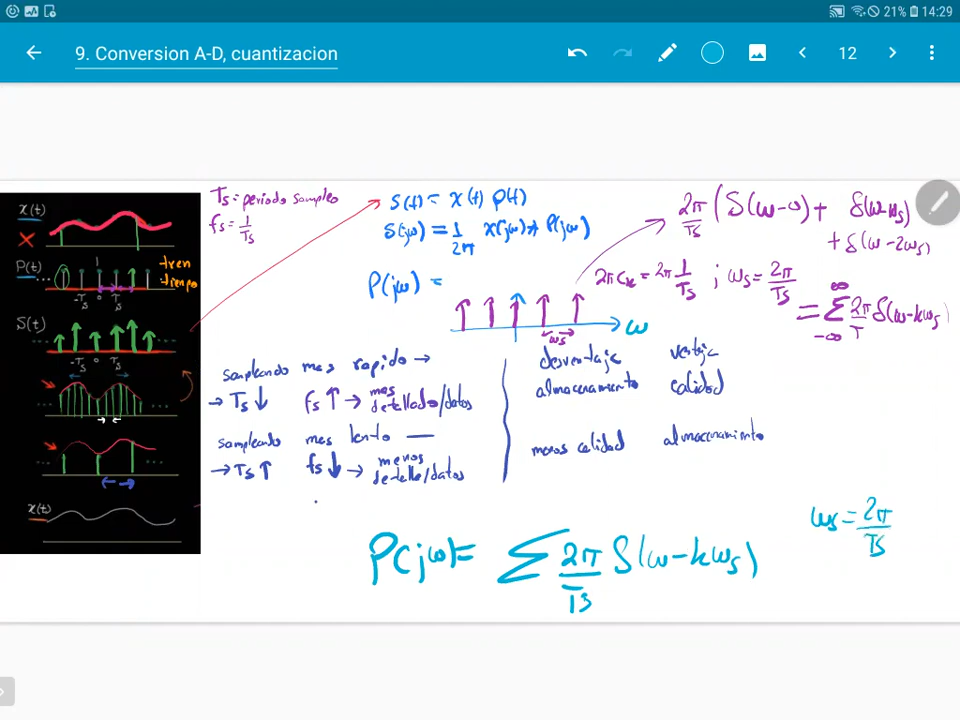 21% 14:29
9. Conversion A-D, cuantizacion
12
x(t)
X
P(t) ... 1 ... tren
tiempo
-Ts 0 Ts
S(t)
-Ts 0 Ts
... ...
... ...
x(t)
Ts = periodo sampleo
fs = 1/Ts
s(t) = x(t) p(t)
S(jω) = 1/2π X(jω) * P(jω)
P(jω) =
ω
ωs
2π/Ts (δ(ω-0) + δ(ω-ωs)
+ δ(ω-2ωs)
2πCk = 2π 1/Ts ; ωs = 2π/Ts
= ∞ Σ -∞ 2π/T δ(ω-kωs)
sampleando mas rapido →
→ Ts ↓ fs ↑ → mas detallado/datos
sampleando mas lento —
→ Ts ↑ fs ↓ → menos detalle/datos
desventaja ventaja
almacenamiento calidad
menos calidad almacenamiento
P(jω) = Σ 2π/Ts δ(ω-kωs)
ωs = 2π/Ts